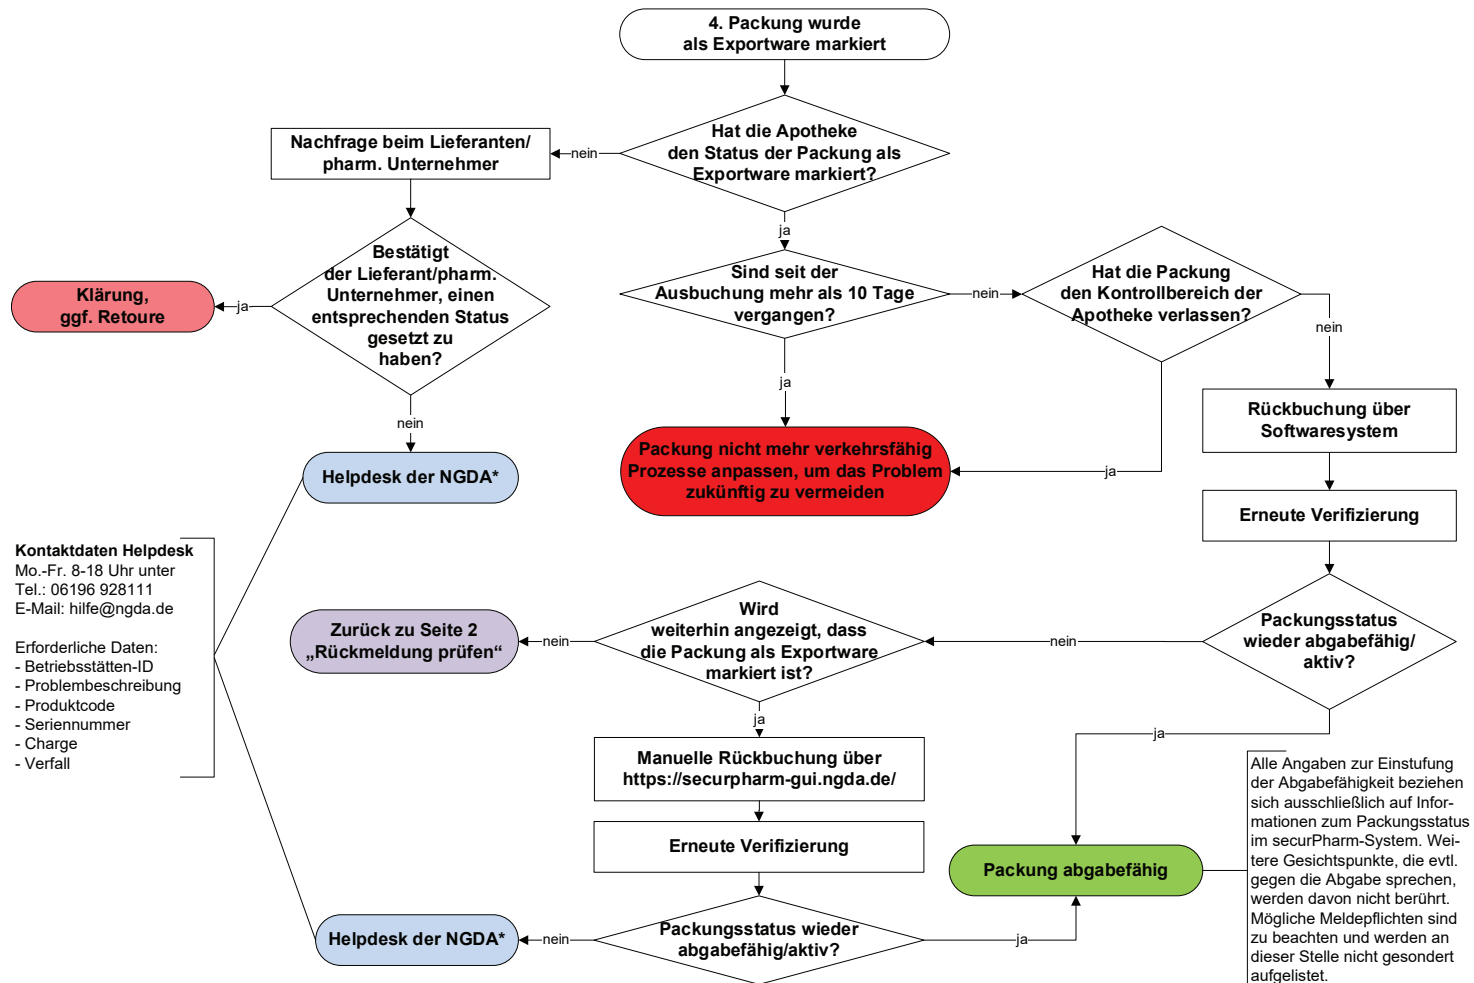 4. Packung wurde
als Exportware markiert
Hat die Apotheke
den Status der Packung als
Exportware markiert?
nein
Nachfrage beim Lieferanten/
pharm. Unternehmer
ja
Bestätigt
der Lieferant/pharm.
Unternehmer, einen
entsprechenden Status
gesetzt zu
haben?
ja
Klärung,
ggf. Retoure
nein
Helpdesk der NGDA*
Sind seit der
Ausbuchung mehr als 10 Tage
vergangen?
nein
Hat die Packung
den Kontrollbereich der
Apotheke verlassen?
nein
ja
ja
Packung nicht mehr verkehrsfähig
Prozesse anpassen, um das Problem
zukünftig zu vermeiden
Rückbuchung über
Softwaresystem
Erneute Verifizierung
Kontaktdaten Helpdesk
Mo.-Fr. 8-18 Uhr unter
Tel.: 06196 928111
E-Mail: hilfe@ngda.de
Erforderliche Daten:
- Betriebsstätten-ID
- Problembeschreibung
- Produktcode
- Seriennummer
- Charge
- Verfall
Packungsstatus
wieder abgabefähig/
aktiv?
nein
Wird
weiterhin angezeigt, dass
die Packung als Exportware
markiert ist?
nein
Zurück zu Seite 2
„Rückmeldung prüfen“
ja
ja
Manuelle Rückbuchung über
https://securpharm-gui.ngda.de/
Erneute Verifizierung
Packungsstatus wieder
abgabefähig/aktiv?
nein
Helpdesk der NGDA*
ja
Packung abgabefähig
Alle Angaben zur Einstufung
der Abgabefähigkeit beziehen
sich ausschließlich auf Infor-
mationen zum Packungsstatus
im securPharm-System. Wei-
tere Gesichtspunkte, die evtl.
gegen die Abgabe sprechen,
werden davon nicht berührt.
Mögliche Meldepflichten sind
zu beachten und werden an
dieser Stelle nicht gesondert
aufgelistet.